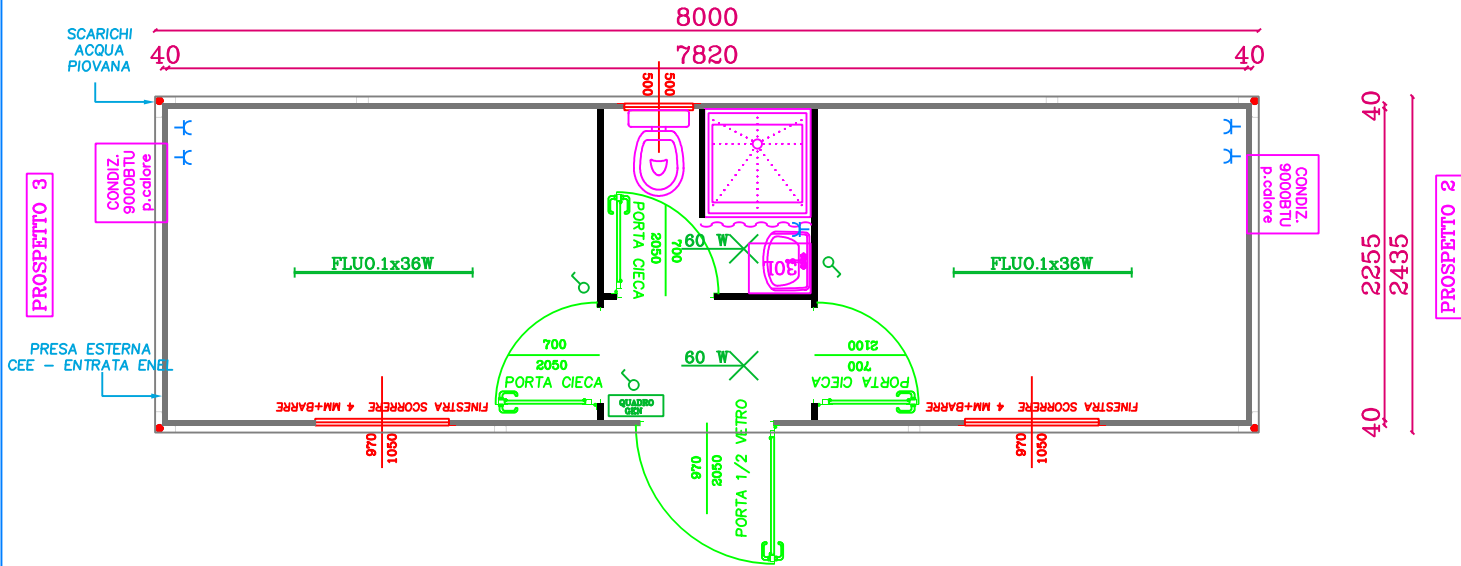 8000
SCARICHI
ACQUA
PIOVANA
40
7820
40
500
500
40
CONDIZ.
9000BTU
p.calore
CONDIZ.
9000BTU
p.calore
PROSPETTO 3
PROSPETTO 2
PORTA CIECA
2050
700
60 W
30L
FLUO.1x36W
FLUO.1x36W
2255
2435
PRESA ESTERNA
CEE - ENTRATA ENEL
700
2050
PORTA CIECA
60 W
2100
700
PORTA CIECA
QUADRO
GEN
FINESTRA SCORRERE 4 MM+BARRE
FINESTRA SCORRERE 4 MM+BARRE
40
970
1050
970
2050
PORTA 1/2 VETRO
970
1050